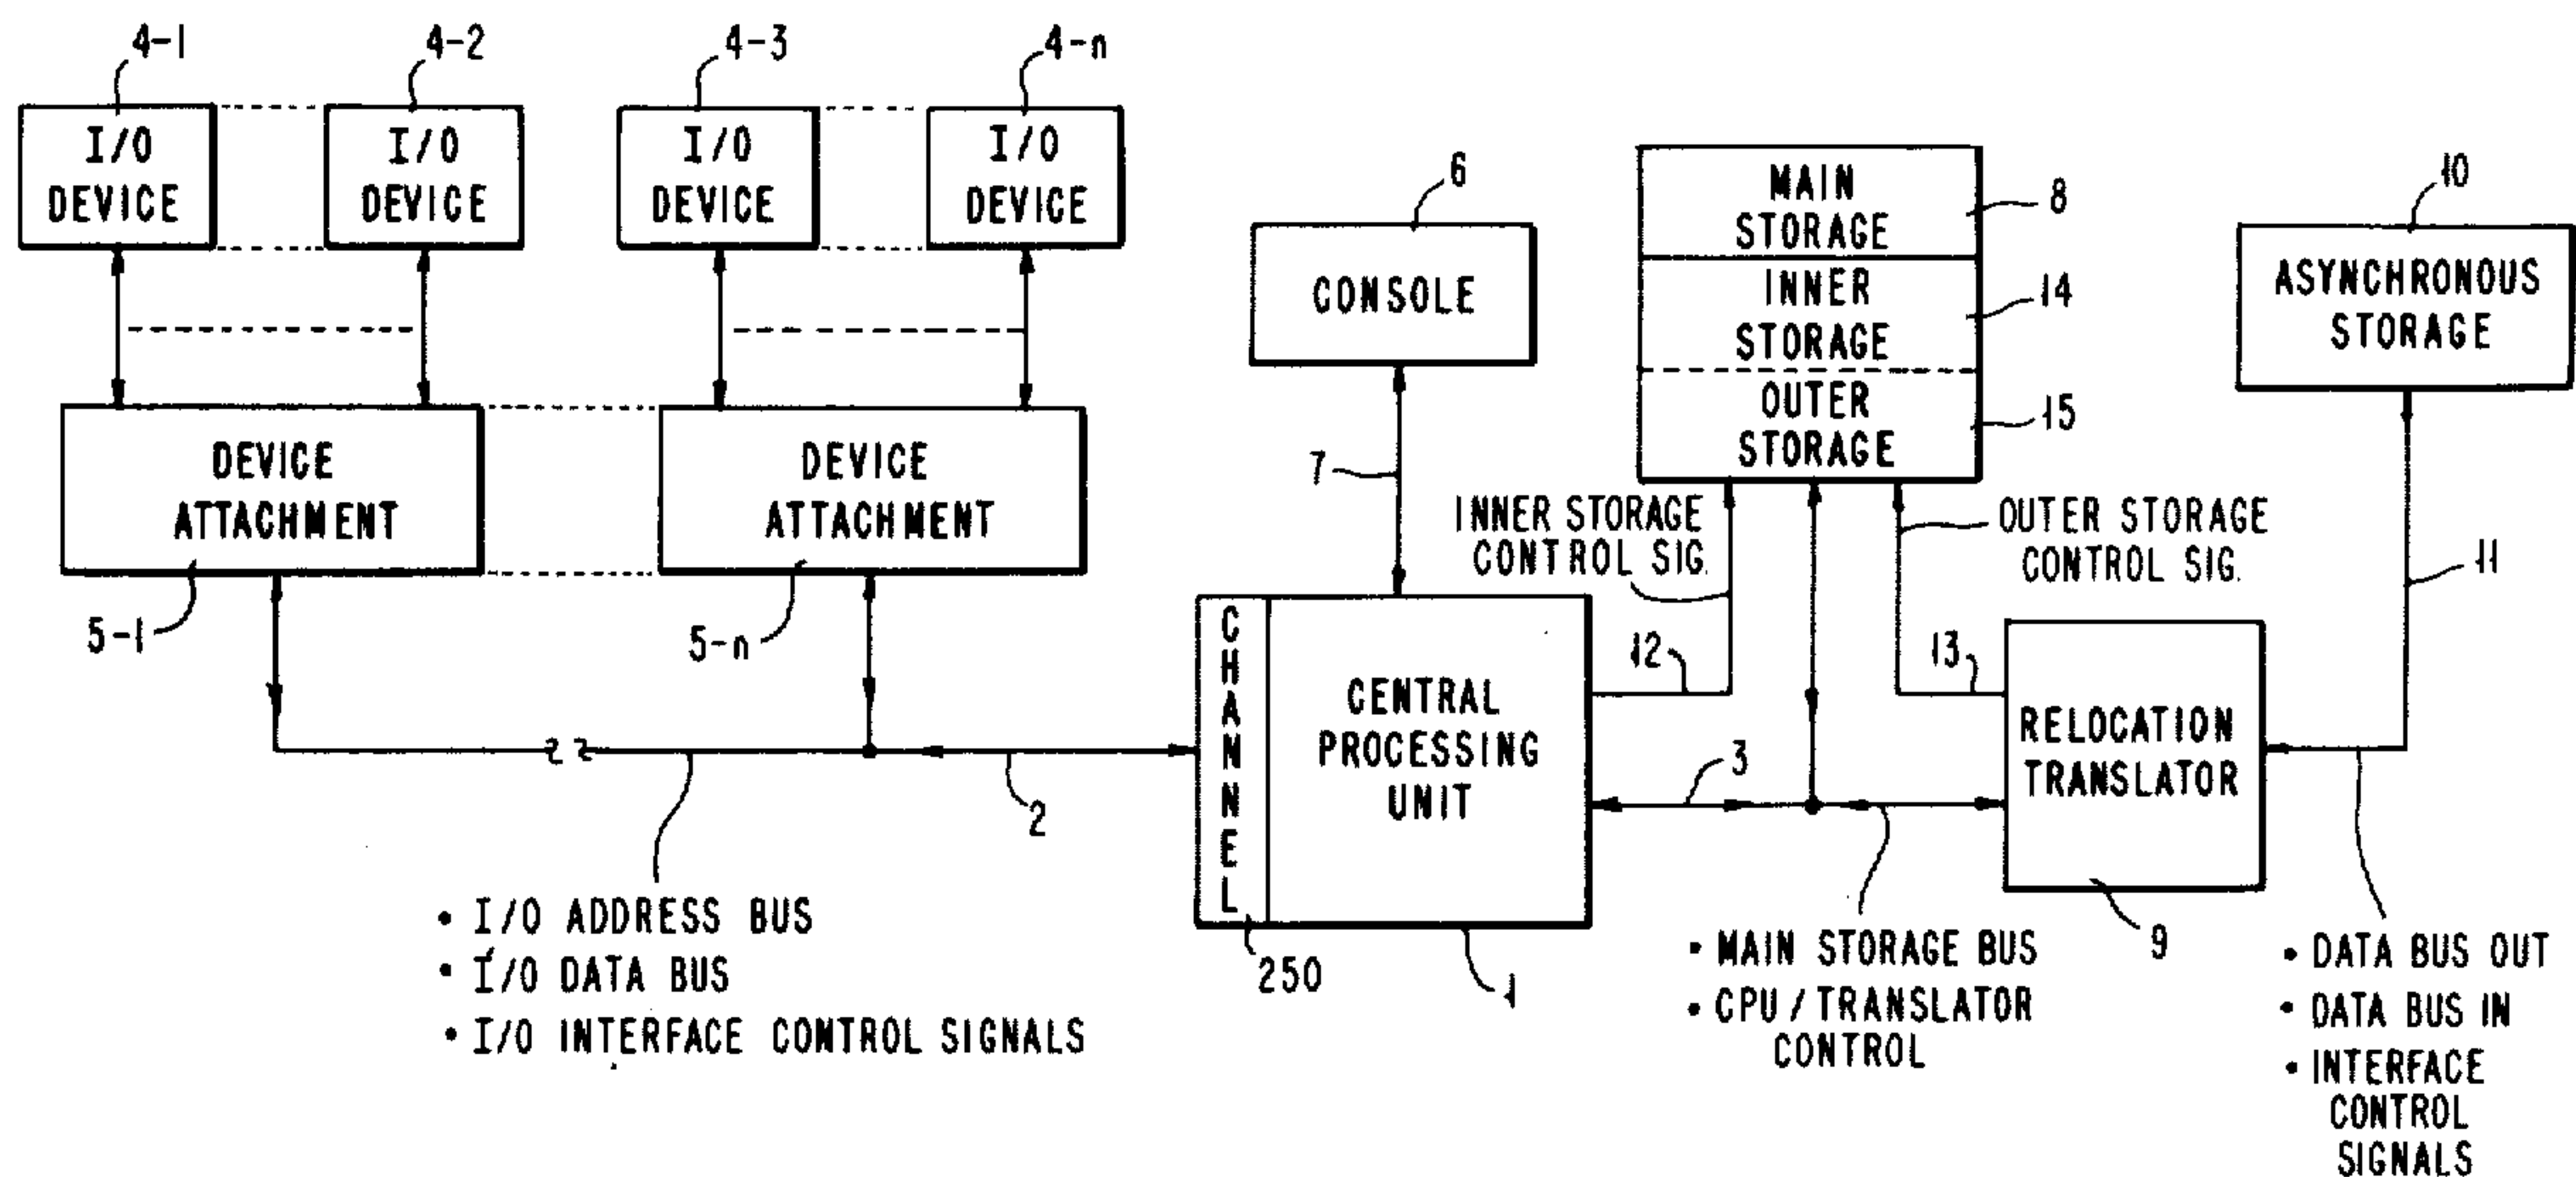 4-1
4-2
4-3
4-n
I/O
DEVICE
I/O
DEVICE
I/O
DEVICE
I/O
DEVICE
DEVICE
ATTACHMENT
DEVICE
ATTACHMENT
5-1
5-n
2
• I/O ADDRESS BUS
• I/O DATA BUS
• I/O INTERFACE CONTROL SIGNALS
6
CONSOLE
7
CHANNEL
CENTRAL
PROCESSING
UNIT
250
1
MAIN
STORAGE
8
INNER
STORAGE
14
OUTER
STORAGE
15
INNER STORAGE
CONTROL SIG.
OUTER STORAGE
CONTROL SIG.
12
13
3
• MAIN STORAGE BUS
• CPU / TRANSLATOR
CONTROL
RELOCATION
TRANSLATOR
9
10
ASYNCHRONOUS
STORAGE
11
• DATA BUS OUT
• DATA BUS IN
• INTERFACE
CONTROL
SIGNALS